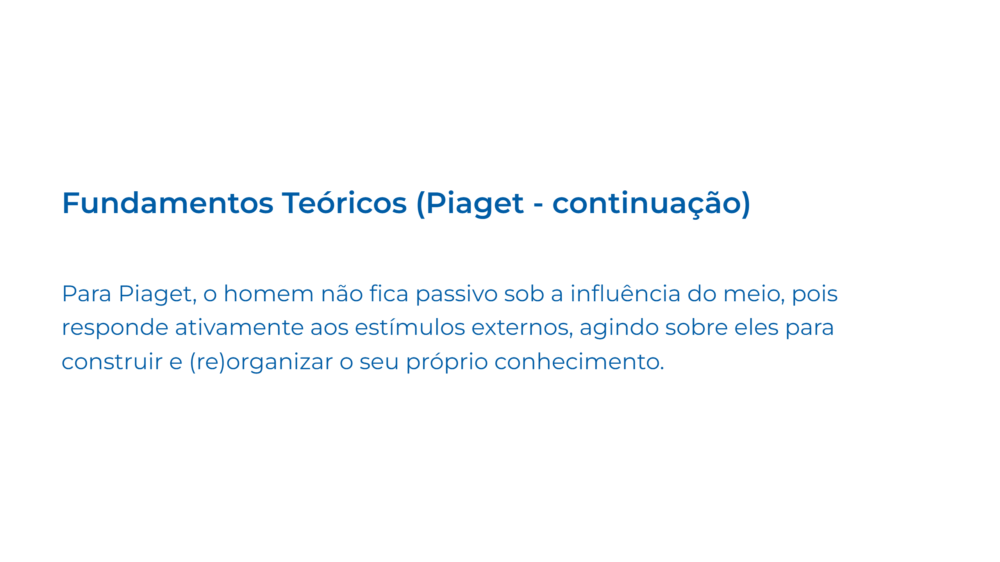 Fundamentos Teóricos (Piaget - continuação)
Para Piaget, o homem não fica passivo sob a influência do meio, pois
responde ativamente aos estímulos externos, agindo sobre eles para
construir e (re)organizar o seu próprio conhecimento.